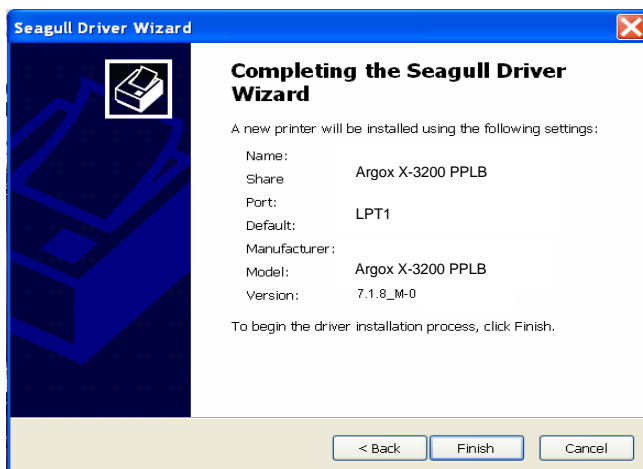 Seagull Driver Wizard
Completing the Seagull Driver
Wizard
A new printer will be installed using the following settings:
Name:
Share Argox X-3200 PPLB
Port:
Default: LPT1
Manufacturer:
Model: Argox X-3200 PPLB
Version: 7.1.8_M-0
To begin the driver installation process, click Finish.
< Back Finish Cancel